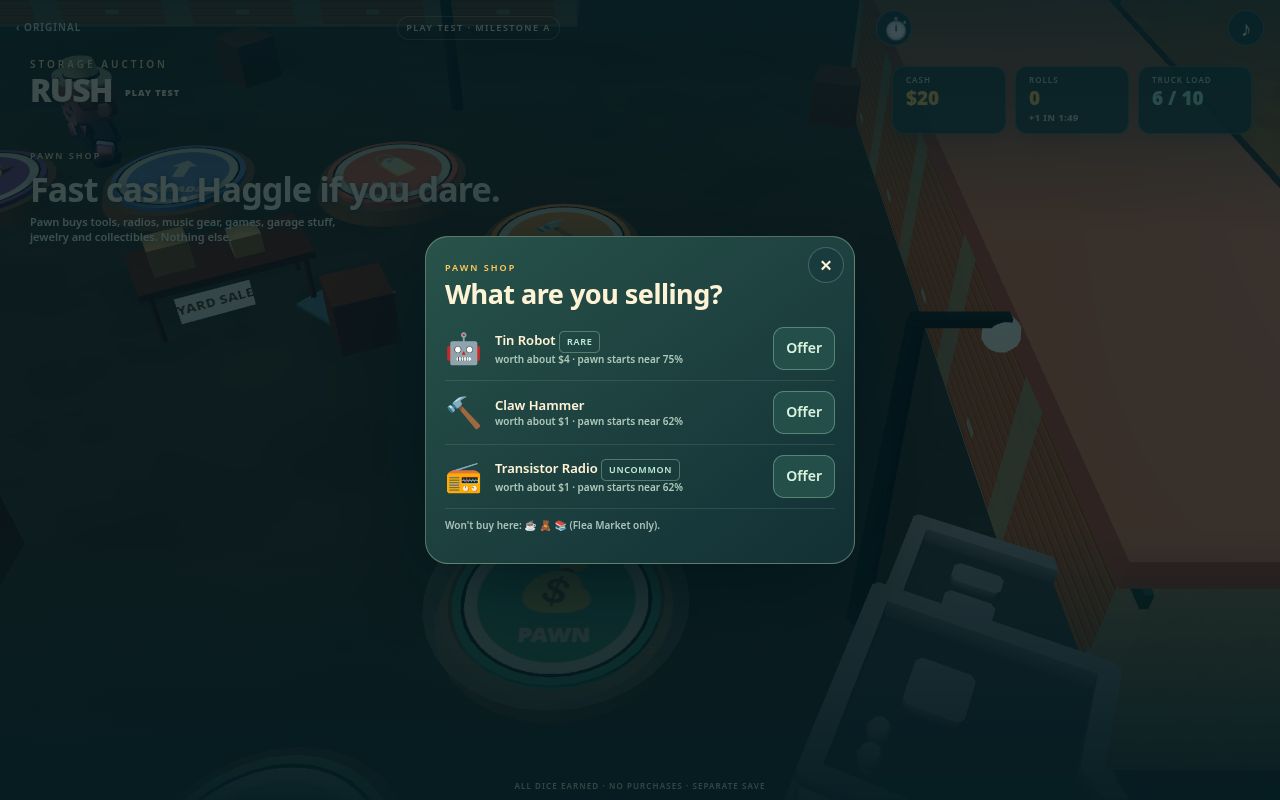 ‹ ORIGINAL
PLAY TEST · MILESTONE A
STORAGE AUCTION
RUSH PLAY TEST
CASH
$20
ROLLS
0
+1 IN 1:49
TRUCK LOAD
6 / 10
PAWN SHOP
Fast cash. Haggle if you dare.
Pawn buys tools, radios, music gear, games, garage stuff,
jewelry and collectibles. Nothing else.
YARD SALE
PAWN SHOP
What are you selling?
Tin Robot RARE
worth about $4 · pawn starts near 75%
Offer
Claw Hammer
worth about $1 · pawn starts near 62%
Offer
Transistor Radio UNCOMMON
worth about $1 · pawn starts near 62%
Offer
Won't buy here: ☕ 🧸 📚 (Flea Market only).
PAWN
ALL DICE EARNED · NO PURCHASES · SEPARATE SAVE